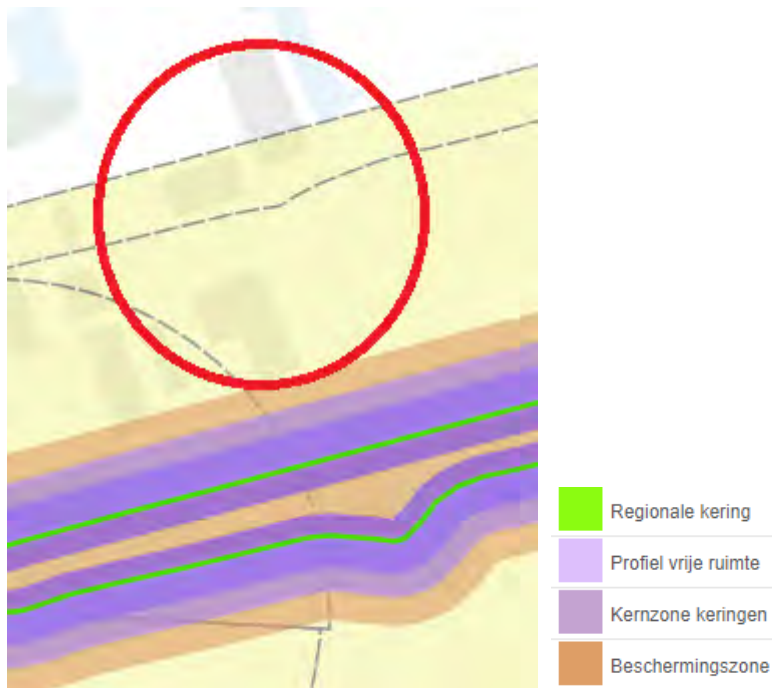 Regionale kering
Profiel vrije ruimte
Kernzone keringen
Beschermingszone